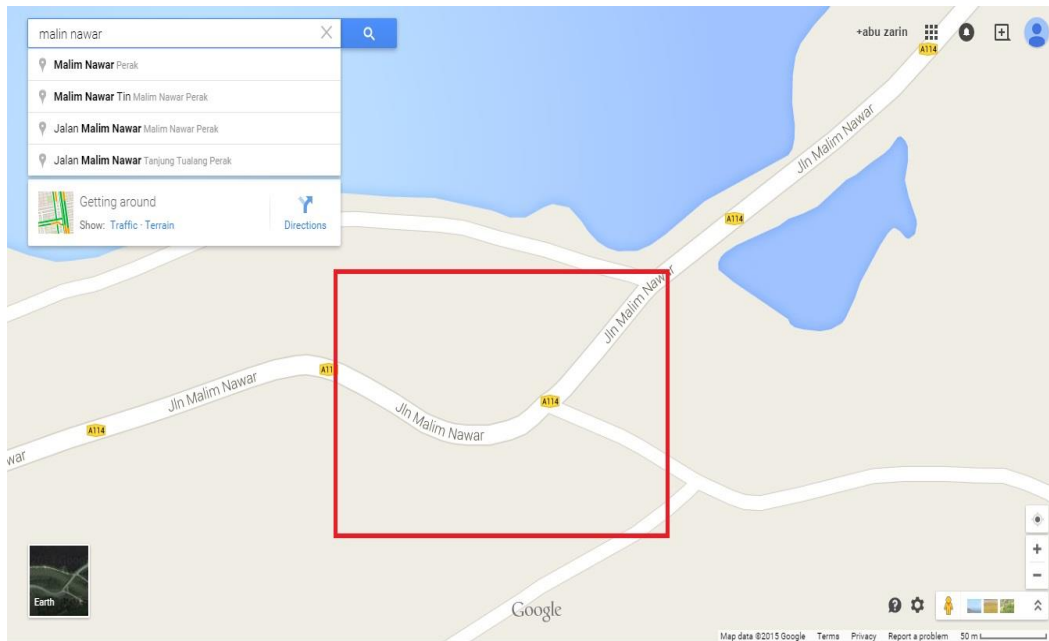 malin nawar
+abu zarin
Malim Nawar Perak
Malim Nawar Tin Malim Nawar Perak
Jalan Malim Nawar Malim Nawar Perak
Jalan Malim Nawar Tanjung Tualang Perak
Getting around
Show: Traffic · Terrain
Directions
A114
Jln Malim Nawar
A114
Jln Malim Nawar
A11
Jln Malim Nawar
A114
Jln Malim Nawar
A114
war
Earth
Google
Map data ©2015 Google Terms Privacy Report a problem 50 m